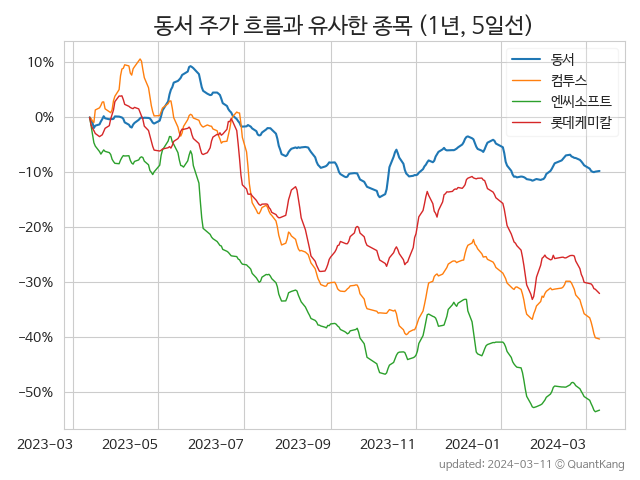 동서 주가 흐름과 유사한 종목 (1년, 5일선)
동서
컴투스
엔씨소프트
롯데케미칼
10%
0%
−10%
−20%
−30%
−40%
−50%
2023-03
2023-05
2023-07
2023-09
2023-11
2024-01
2024-03
updated: 2024-03-11 © QuantKang